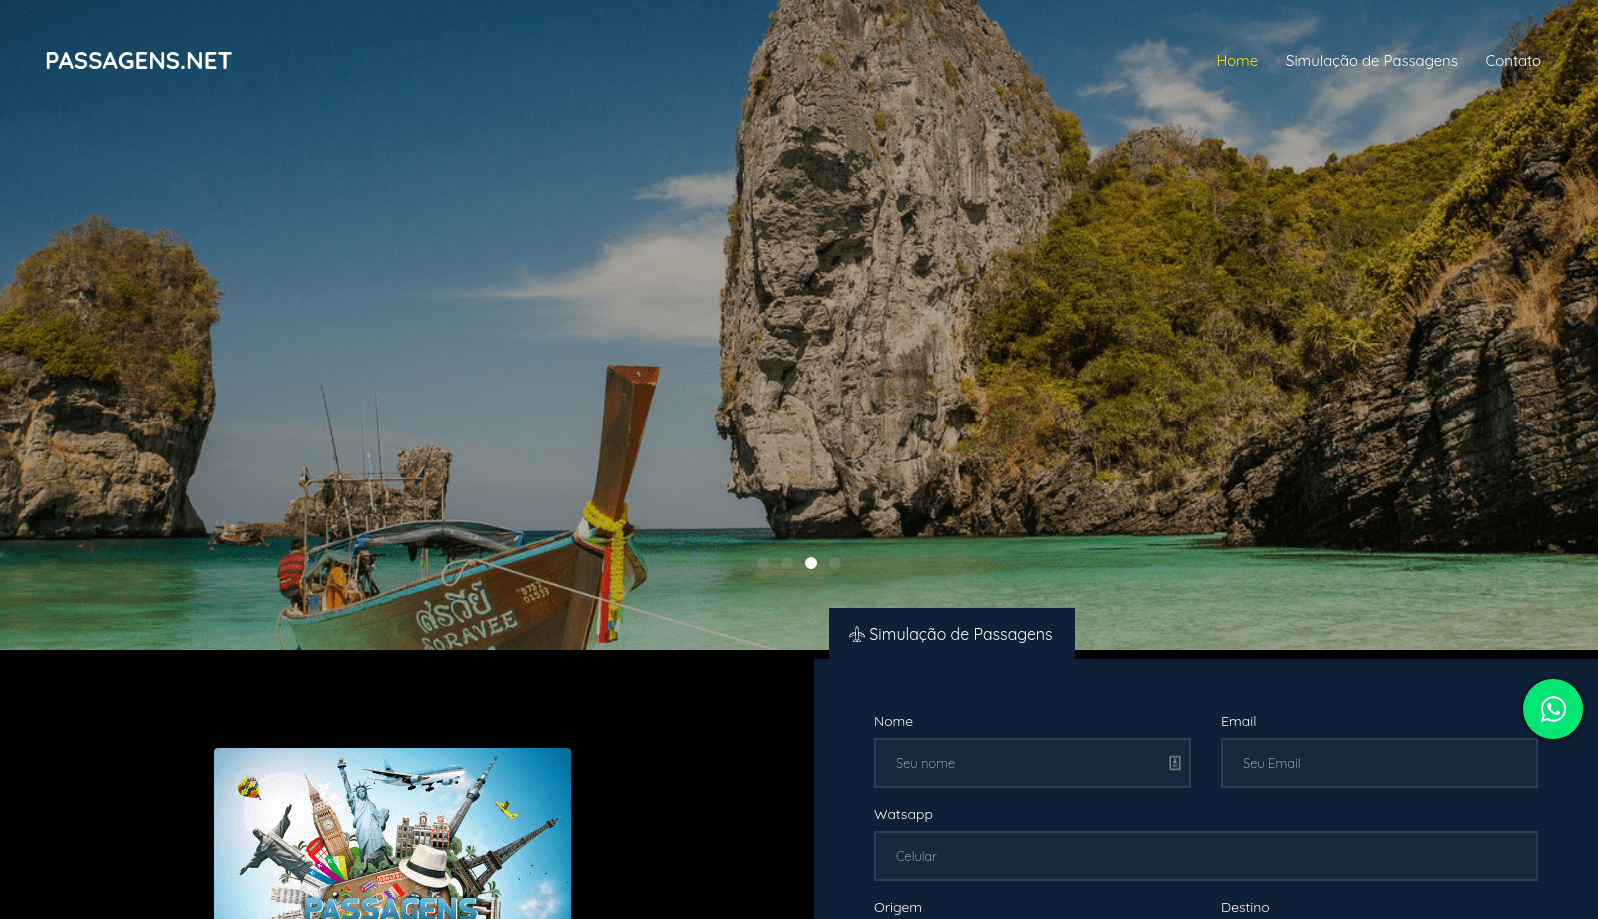 PASSAGENS.NET
Home
Simulação de Passagens
Contato
สรวีย์
SORAVEE
Simulação de Passagens
Nome
Email
Seu nome
Seu Email
Watsapp
Celular
Origem
Destino
PASSAGENS